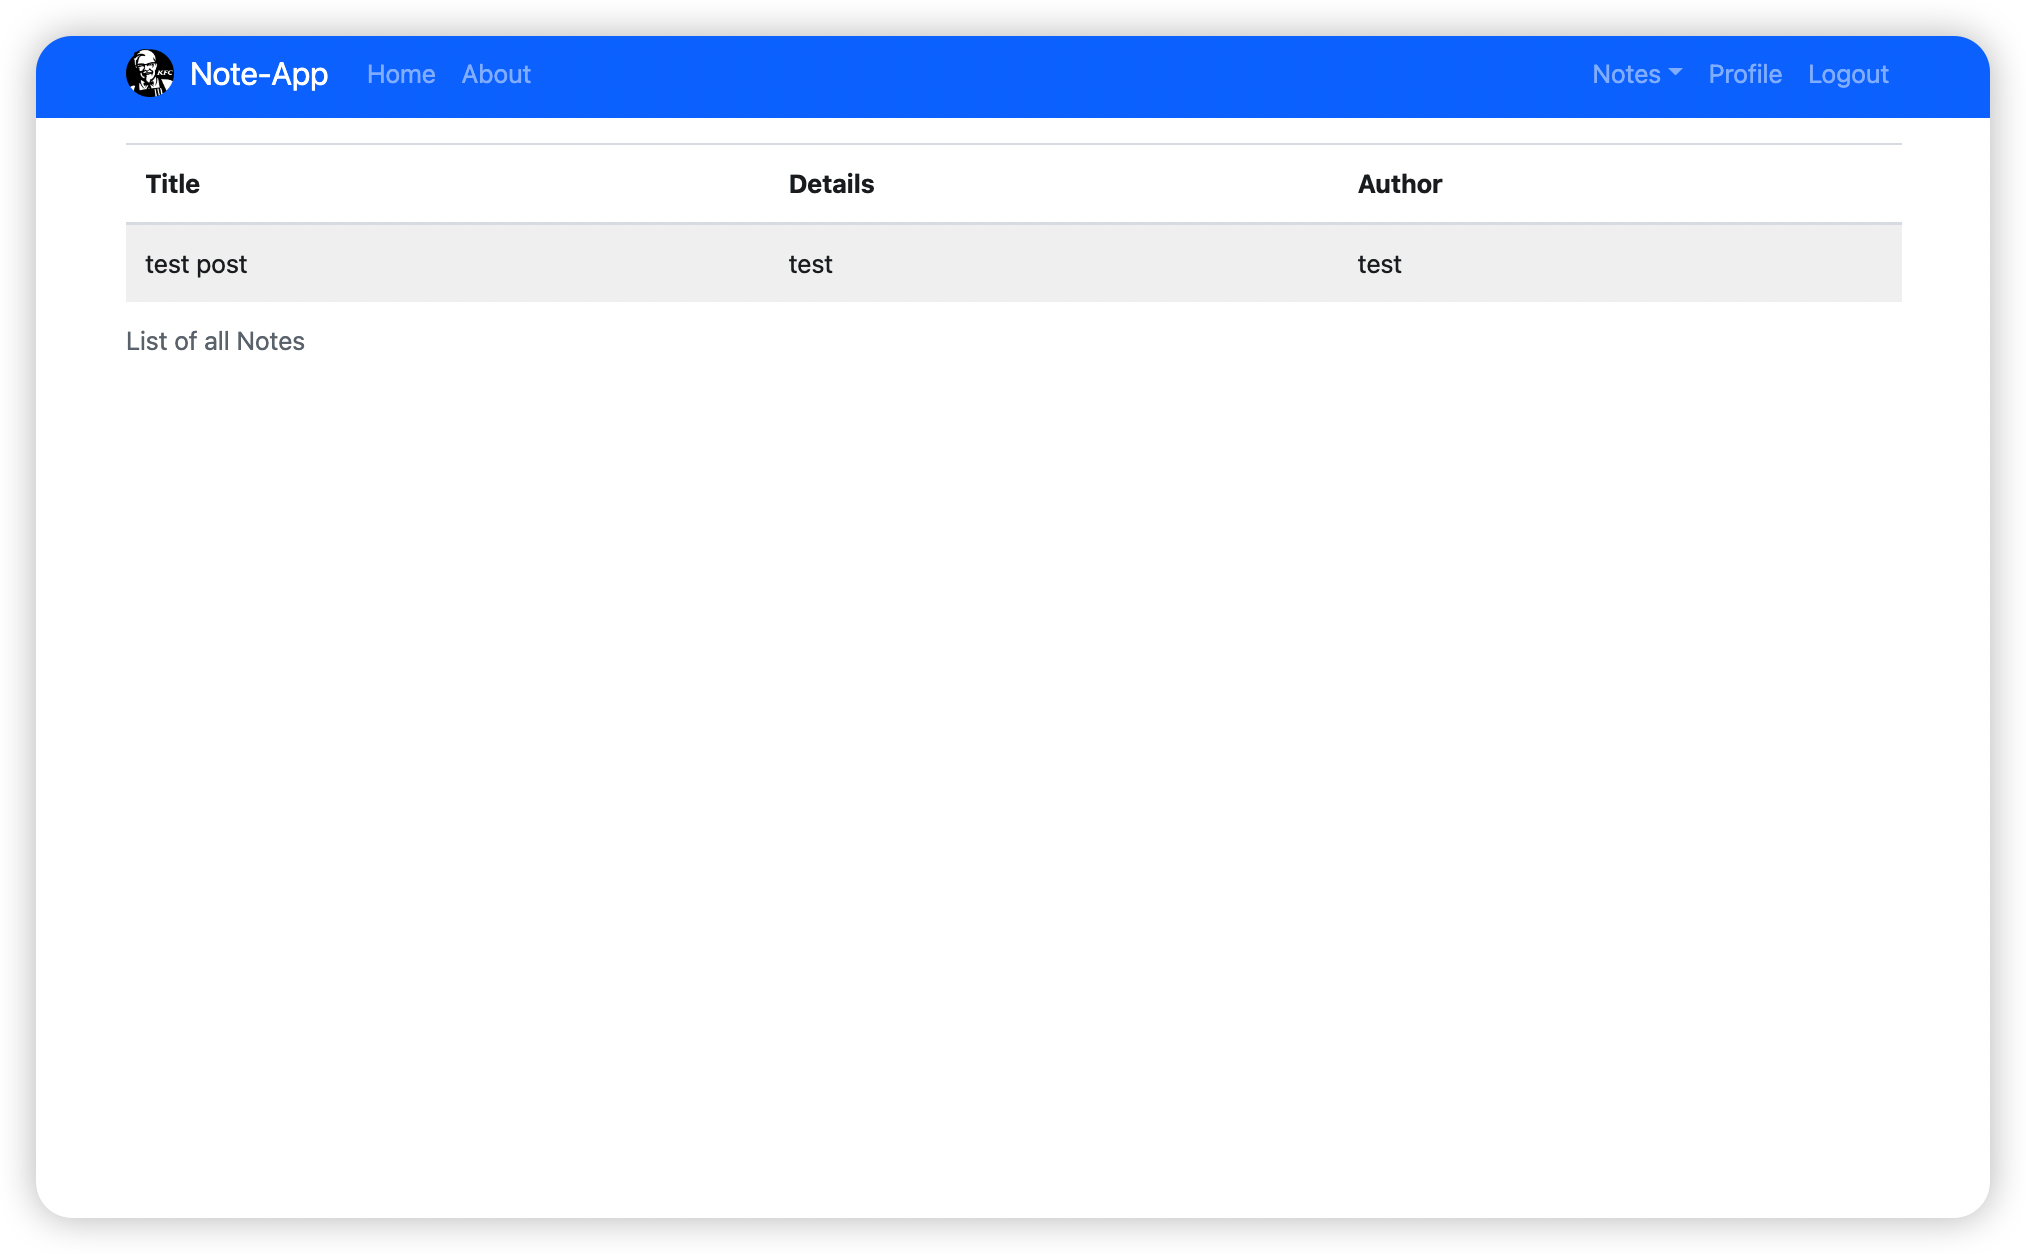 KFC Note-App Home About Notes Profile Logout
Title Details Author
test post test test
List of all Notes